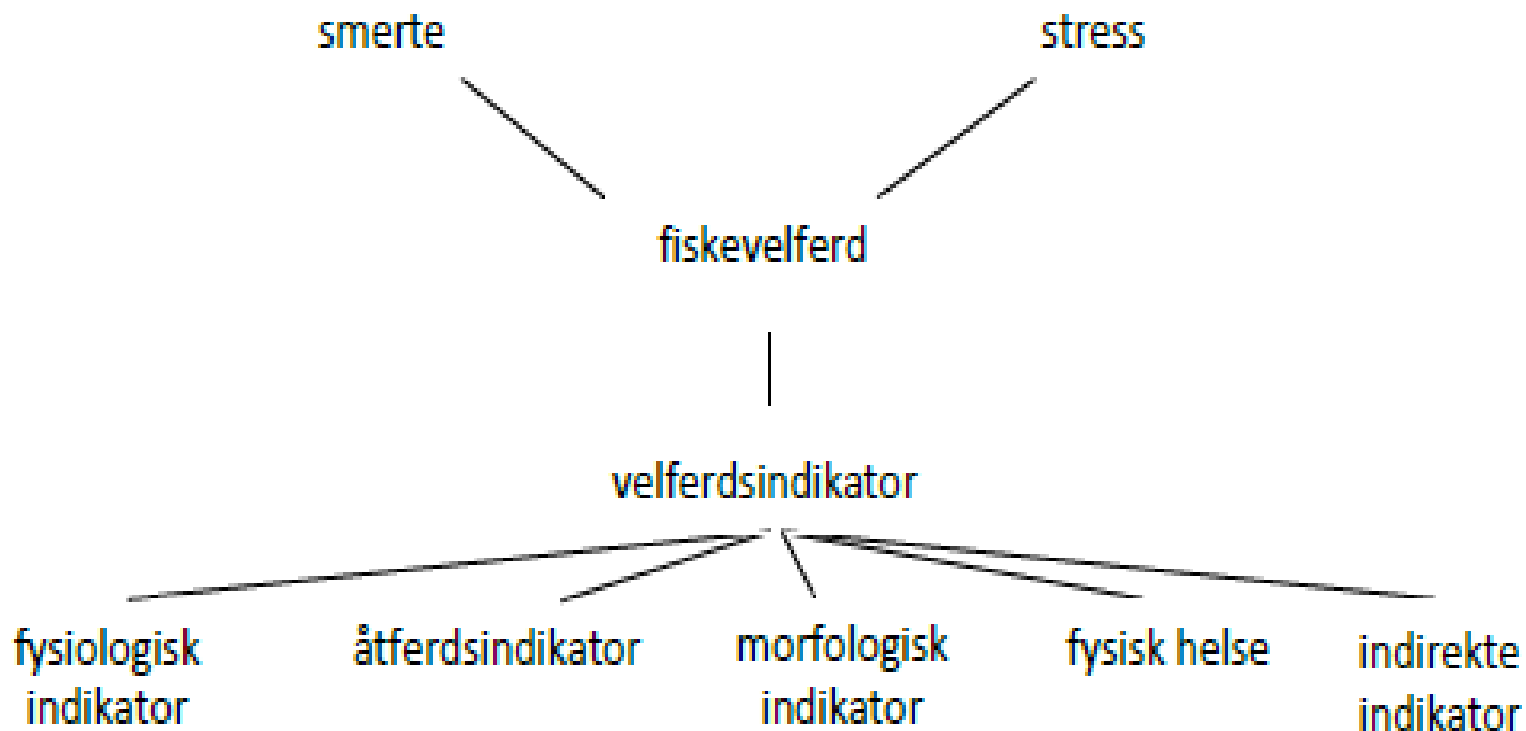 smerte
stress
fiskevelferd
velferdsindikator
fysiologisk
indikator
åtferdsindikator
morfologisk
indikator
fysisk helse
indirekte
indikator